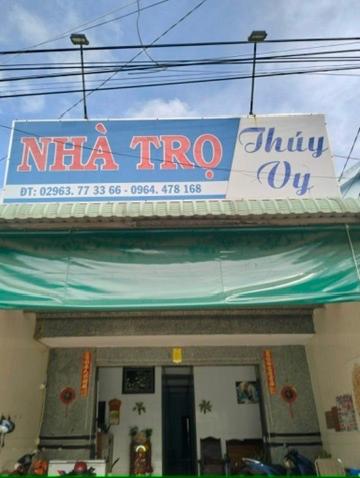 NHÀ TRỌ
Thúy
Vy
ĐT: 02963. 77 33 66 - 0964. 478 168